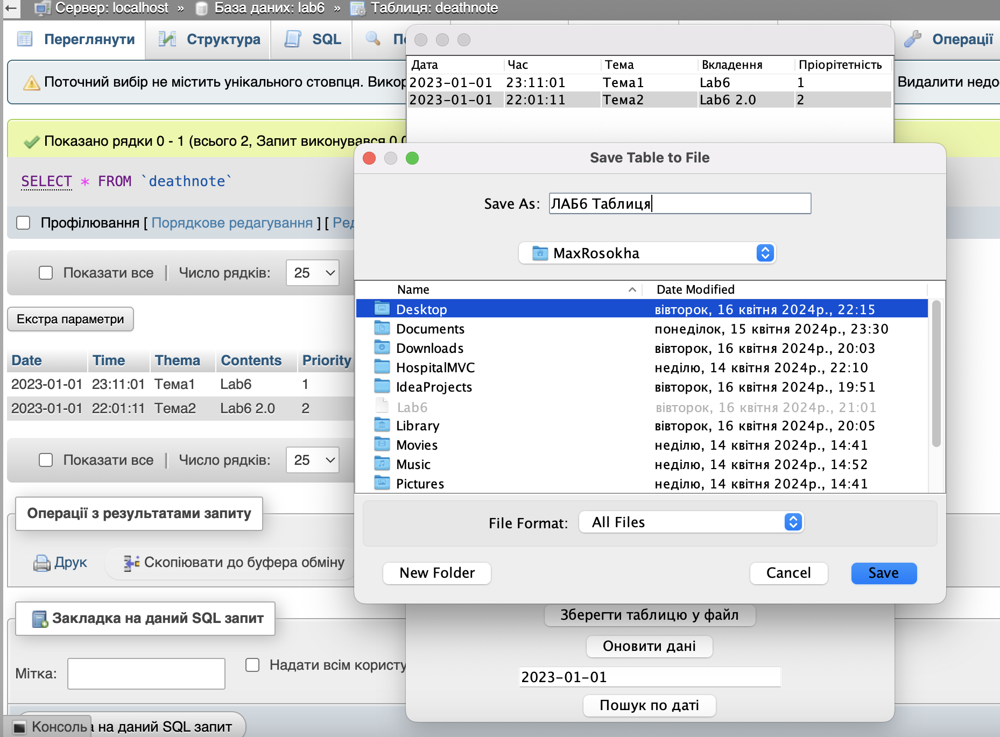 Сервер: localhost » База даних: lab6 » Таблиця: deathnote
Переглянути
Структура
SQL
Операції
Поточний вибір не містить унікального стовпця.
Видалити
Показано рядки 0 - 1 (всього 2, Запит виконувався
SELECT * FROM `deathnote`
Профілювання [ Порядкове редагування ] [
Показати все | Число рядків: 25
Екстра параметри
Date Time Thema Contents Priority
2023-01-01 23:11:01 Тема1 Lab6 1
2023-01-01 22:01:11 Тема2 Lab6 2.0 2
Показати все | Число рядків: 25
Операції з результатами запиту
Друк
Скопіювати до буфера обміну
Закладка на даний SQL запит
Мітка:
Надати всім
Консоль
на даний SQL запит
Дата Час Тема Вкладення Пріорітетність
2023-01-01 23:11:01 Тема1 Lab6 1
2023-01-01 22:01:11 Тема2 Lab6 2.0 2
Save Table to File
Save As: ЛАБ6 Таблиця
MaxRosokha
Name Date Modified
Desktop вівторок, 16 квітня 2024р., 22:15
Documents понеділок, 15 квітня 2024р., 23:30
Downloads вівторок, 16 квітня 2024р., 20:03
HospitalMVC неділю, 14 квітня 2024р., 22:10
IdeaProjects вівторок, 16 квітня 2024р., 19:51
Lab6 вівторок, 16 квітня 2024р., 21:01
Library вівторок, 16 квітня 2024р., 20:05
Movies неділю, 14 квітня 2024р., 14:41
Music неділю, 14 квітня 2024р., 14:52
Pictures неділю, 14 квітня 2024р., 14:41
File Format: All Files
New Folder
Cancel
Save
Зберегти таблицю у файл
Оновити дані
2023-01-01
Пошук по даті